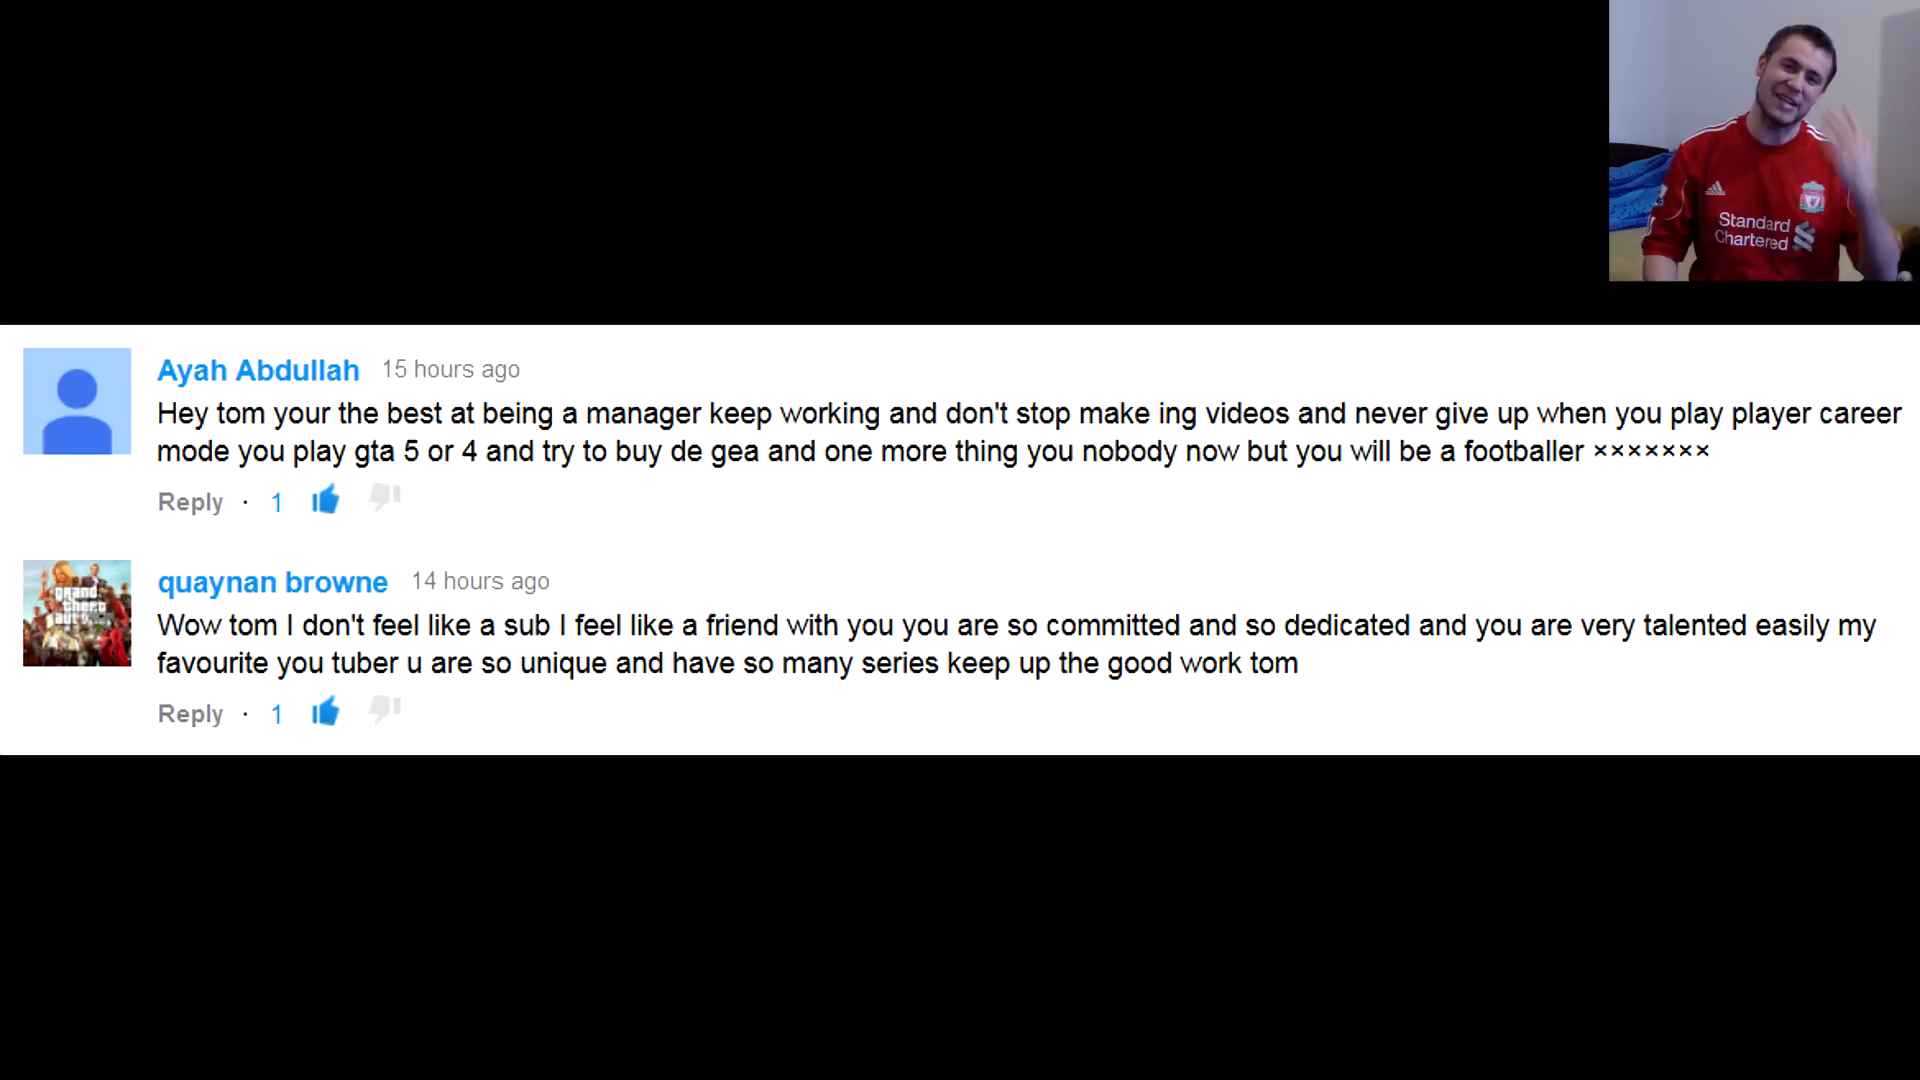 Standard
Chartered
Ayah Abdullah 15 hours ago
Hey tom your the best at being a manager keep working and don't stop make ing videos and never give up when you play player career
mode you play gta 5 or 4 and try to buy de gea and one more thing you nobody now but you will be a footballer ×××××××
Reply · 1
quaynan browne 14 hours ago
Wow tom I don't feel like a sub I feel like a friend with you you are so committed and so dedicated and you are very talented easily my
favourite you tuber u are so unique and have so many series keep up the good work tom
Reply · 1
grand
theft
auto